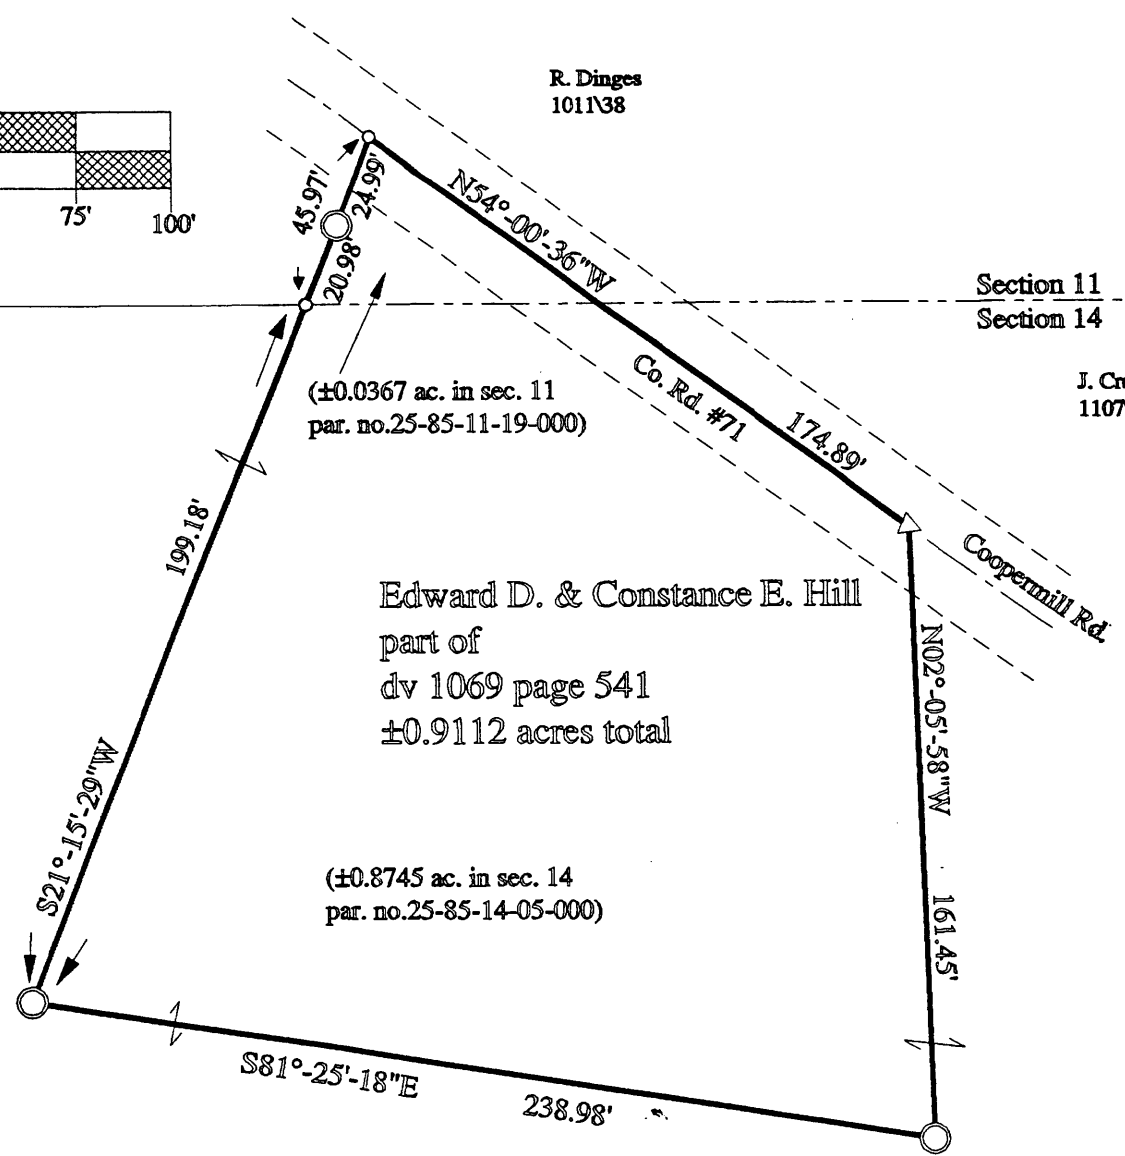 R. Dinges
1011\38
75'
100'
45.97'
24.99'
20.98'
N54°-00'-36"W
174.89'
Section 11
Section 14
Co. Rd. #71
Coopermill Rd.
J. Cr
1107
(±0.0367 ac. in sec. 11
par. no.25-85-11-19-000)
199.18'
S21°-15'-29"W
Edward D. & Constance E. Hill
part of
dv 1069 page 541
±0.9112 acres total
N02°-05'-58"W
161.45'
(±0.8745 ac. in sec. 14
par. no.25-85-14-05-000)
S81°-25'-18"E
238.98'